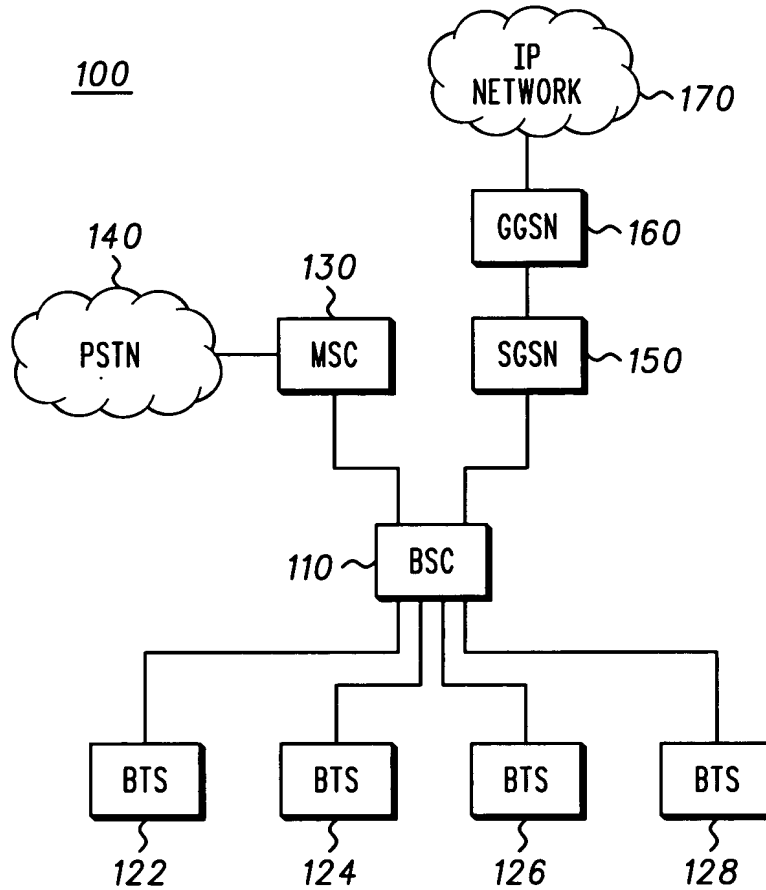 100
IP
NETWORK
170
GGSN
160
140
130
PSTN
MSC
SGSN
150
110
BSC
BTS
BTS
BTS
BTS
122
124
126
128